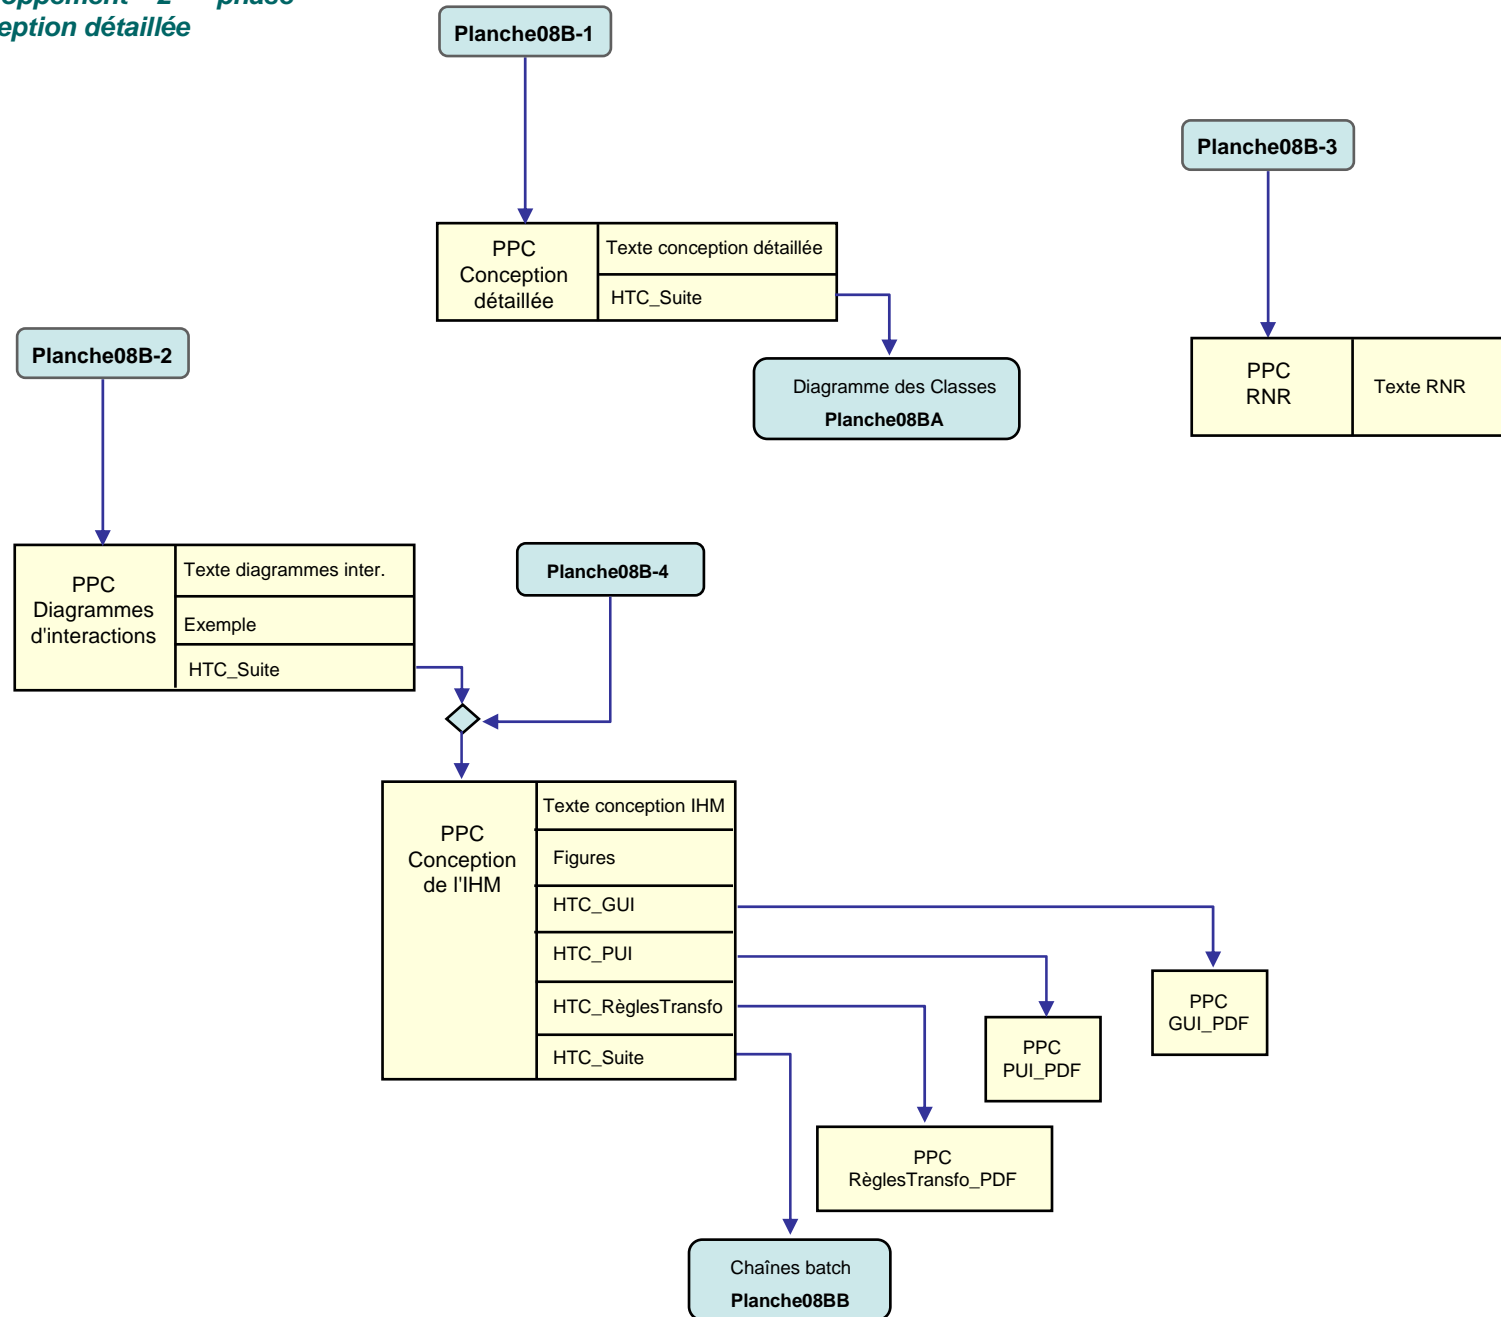 2 phase
détaillée
Planche08B-1
Planche08B-3
PPC
Conception
détaillée
Texte conception détaillée
HTC_Suite
Planche08B-2
Diagramme des Classes
Planche08BA
PPC
RNR
Texte RNR
PPC
Diagrammes
d'interactions
Texte diagrammes inter.
Exemple
HTC_Suite
Planche08B-4
PPC
Conception
de l'IHM
Texte conception IHM
Figures
HTC_GUI
HTC_PUI
HTC_RèglesTransfo
HTC_Suite
PPC
GUI_PDF
PPC
PUI_PDF
PPC
RèglesTransfo_PDF
Chaînes batch
Planche08BB